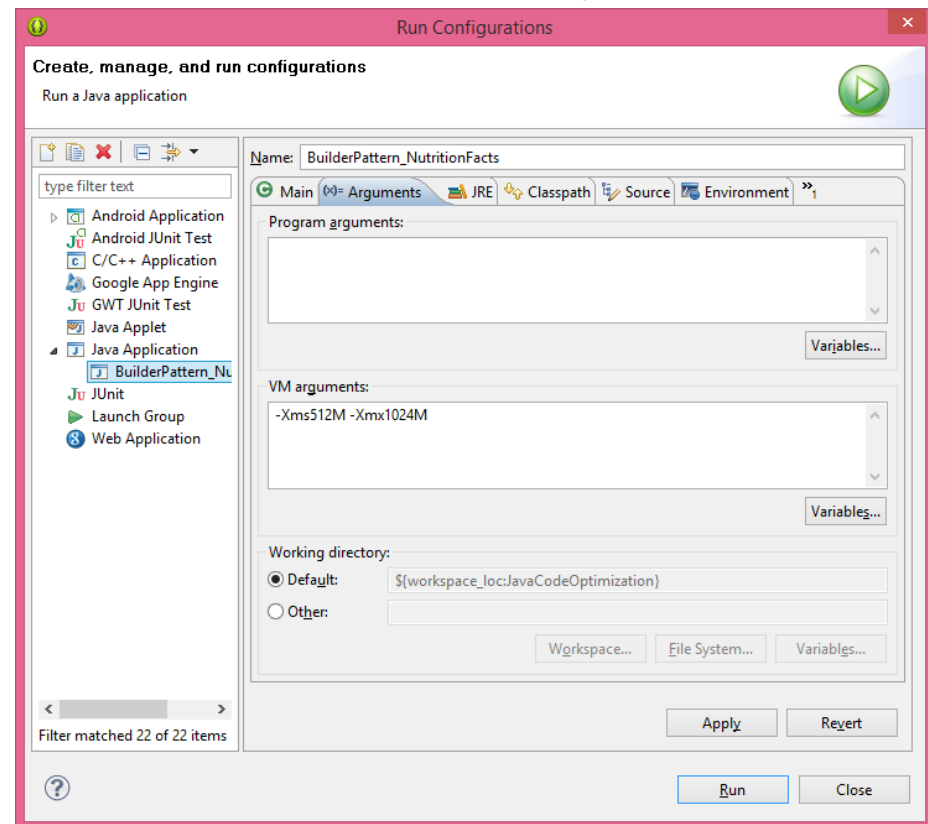 Run Configurations
Create, manage, and run configurations
Run a Java application
type filter text
Android Application
Android JUnit Test
C/C++ Application
Google App Engine
GWT JUnit Test
Java Applet
Java Application
BuilderPattern_Nu
JUnit
Launch Group
Web Application
Filter matched 22 of 22 items
Name: BuilderPattern_NutritionFacts
Main (x)= Arguments JRE Classpath Source Environment »1
Program arguments:
Variables...
VM arguments:
-Xms512M -Xmx1024M
Variables...
Working directory:
Default: ${workspace_loc:JavaCodeOptimization}
Other:
Workspace... File System... Variables...
Apply Revert
? Run Close